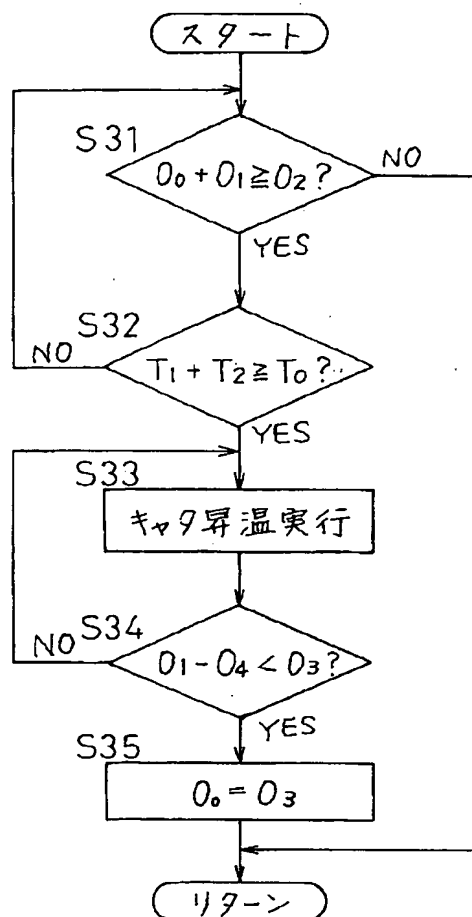 スタート
S31
O₀+O₁≧O₂?
NO
YES
S32
NO
T₁+T₂≧T₀?
YES
S33
キャタ昇温実行
NO
S34
O₁-O₄<O₃?
YES
S35
O₀=O₃
リターン